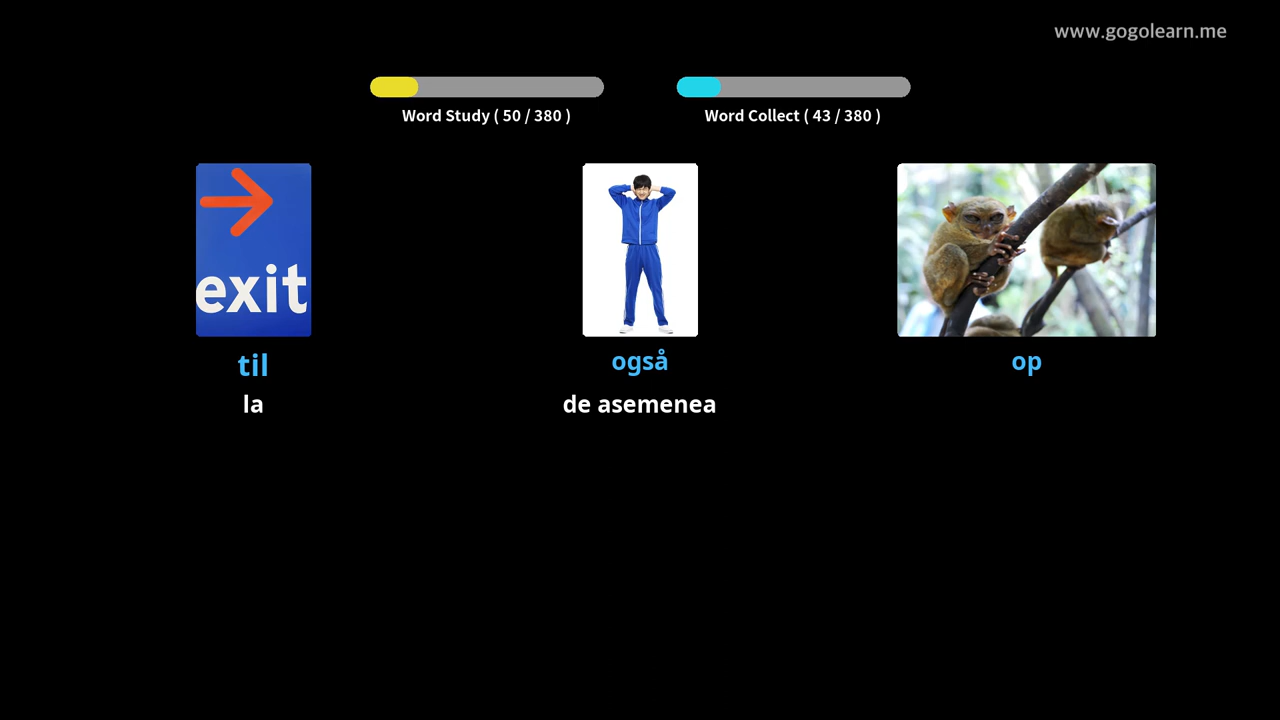 www.gogolearn.me
Word Study ( 50 / 380 )
Word Collect ( 43 / 380 )
exit
til
også
op
la
de asemenea